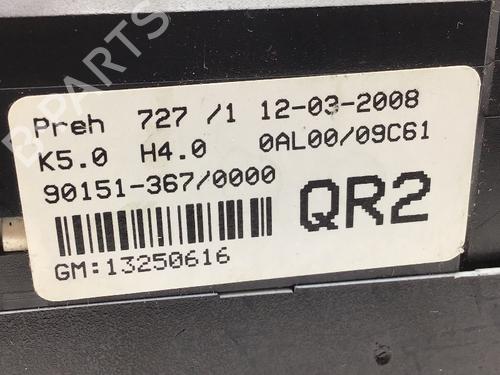 B-PARTS
Preh 727 /1 12-03-2008
K5.0 H4.0 0AL00/09C61
90151-367/0000
QR2
GM:13250616